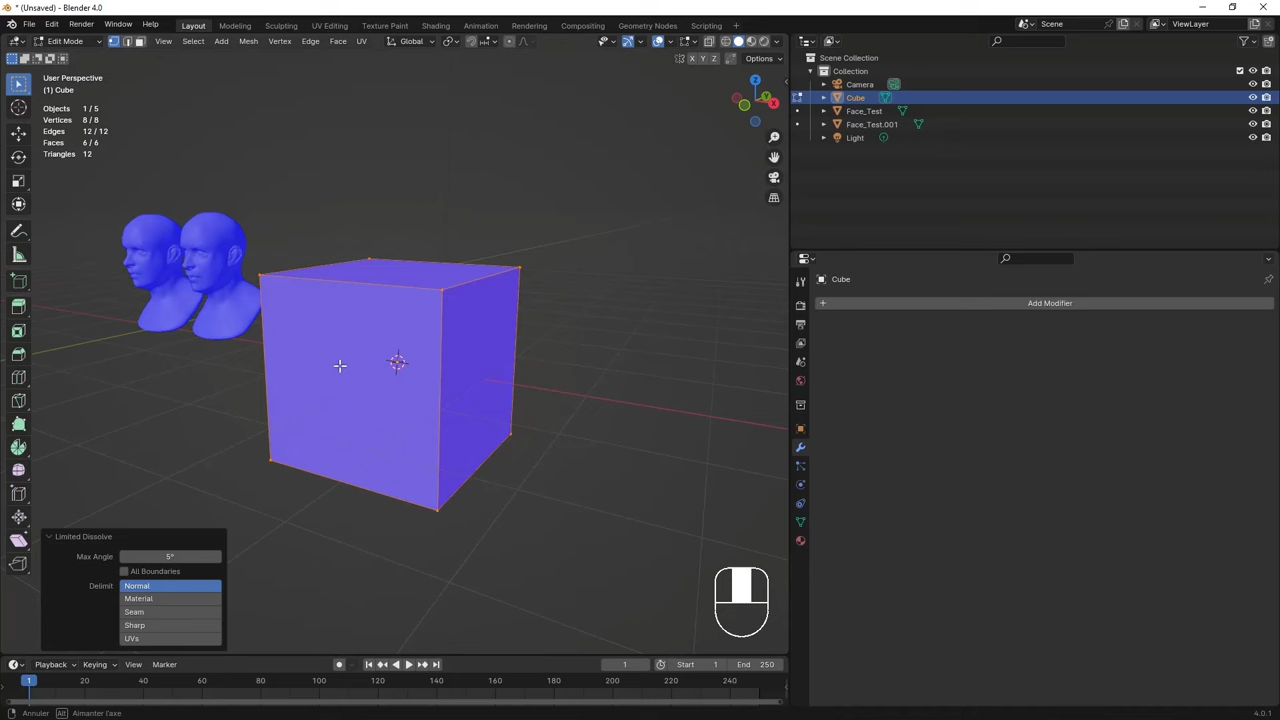 * (Unsaved) - Blender 4.0
File Edit Render Window Help Layout Modeling Sculpting UV Editing Texture Paint Shading Animation Rendering Compositing Geometry Nodes Scripting Scene ViewLayer
Edit Mode View Select Add Mesh Vertex Edge Face UV Global
X Y Z Options
User Perspective
(1) Cube
Objects 1/5
Vertices 8/8
Edges 12/12
Faces 6/6
Triangles 12
Z
Y
X
Scene Collection
Collection
Camera
Cube
Face_Test
Face_Test.001
Light
Cube
Add Modifier
Limited Dissolve
Max Angle 5°
All Boundaries
Delimit Normal
Material
Seam
Sharp
UVs
Playback Keying View Marker 1 Start 1 End 250
1 20 40 60 80 100 120 140 160 180 200 220 240
Annuler Alt Aimanter l'axe 4.0.1